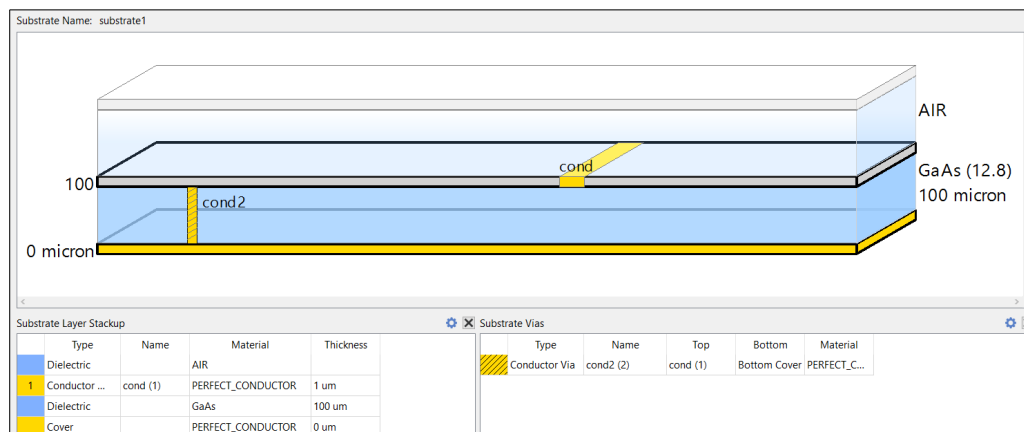 Substrate Name: substrate1
AIR
cond
GaAs (12.8)
100
100 micron
cond2
0 micron
Substrate Layer Stackup
Type Name Material Thickness
Dielectric AIR
1 Conductor ... cond (1) PERFECT_CONDUCTOR 1 um
Dielectric GaAs 100 um
Cover PERFECT_CONDUCTOR 0 um
Substrate Vias
Type Name Top Bottom Material
Conductor Via cond2 (2) cond (1) Bottom Cover PERFECT_C...